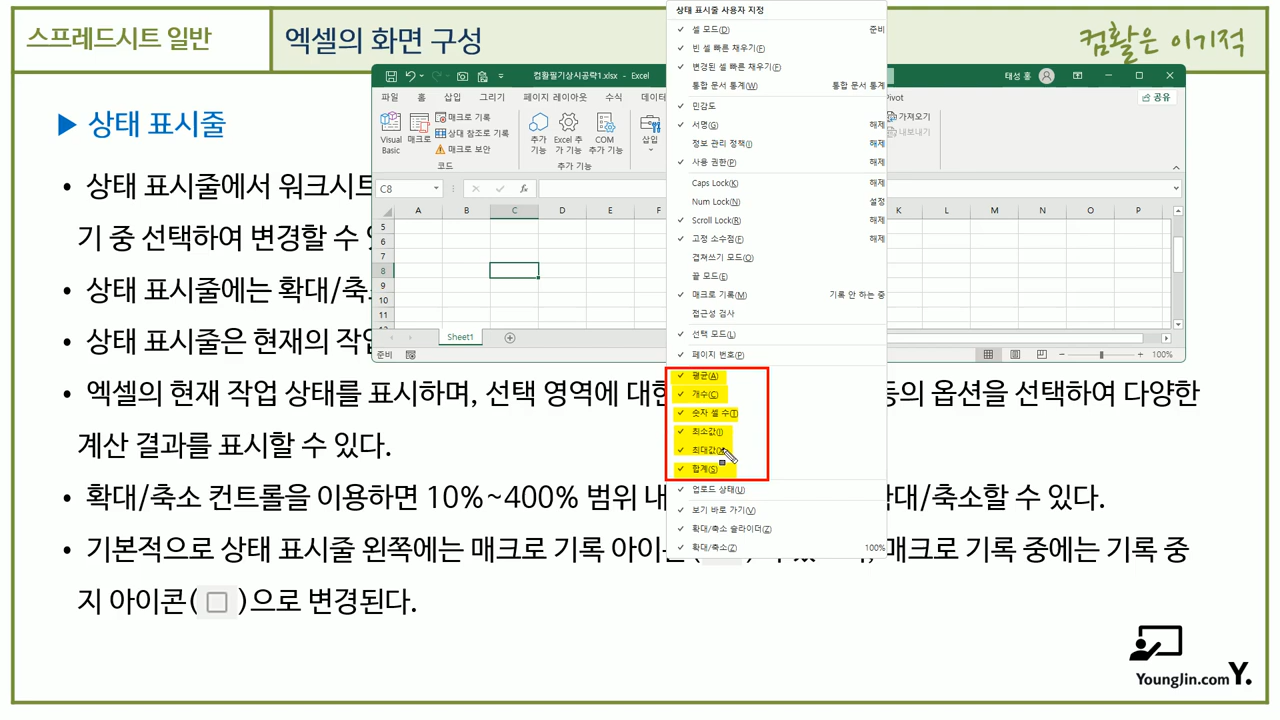 스프레드시트 일반
엑셀의 화면 구성
컴활은 이기적
▶ 상태 표시줄
• 상태 표시줄에서 워크시트
기 중 선택하여 변경할 수
• 상태 표시줄에는 확대/축
• 상태 표시줄은 현재의 작업
• 엑셀의 현재 작업 상태를 표시하며, 선택 영역에 대한
등의 옵션을 선택하여 다양한
계산 결과를 표시할 수 있다.
• 확대/축소 컨트롤을 이용하면 10%~400% 범위 내
확대/축소할 수 있다.
• 기본적으로 상태 표시줄 왼쪽에는 매크로 기록 아이콘(
매크로 기록 중에는 기록 중
지 아이콘( □ )으로 변경된다.
컴활필기상시공략1.xlsx - Excel
태성 홍
파일 홈 삽입 그리기 페이지 레이아웃 수식 데이터
Pivot
공유
Visual Basic
매크로
매크로 기록
상대 참조로 기록
매크로 보안
코드
추가 기능
Excel 추가 기능
COM 추가 기능
추가 기능
삽입
가져오기
내보내기
C8
fx
A B C D E F
K L M N O P
5
6
7
8
9
10
11
Sheet1
준비
100%
상태 표시줄 사용자 지정
✓ 셀 모드(D) 준비
✓ 빈 셀 빠른 채우기(F)
✓ 변경된 셀 빠른 채우기(F)
통합 문서 통계(W) 통합 문서 통계
✓ 민감도
✓ 서명(G) 해제
정보 관리 정책(I) 해제
✓ 사용 권한(P) 해제
Caps Lock(K) 해제
Num Lock(N) 설정
✓ Scroll Lock(R) 해제
✓ 고정 소수점(F) 해제
겹쳐쓰기 모드(O)
끝 모드(E)
✓ 매크로 기록(M) 기록 안 하는 중
접근성 검사
✓ 선택 모드(L)
✓ 페이지 번호(P)
✓ 평균(A)
✓ 개수(C)
✓ 숫자 셀 수(T)
✓ 최소값(I)
✓ 최대값(X)
✓ 합계(S)
✓ 업로드 상태(U)
✓ 보기 바로 가기(V)
✓ 확대/축소 슬라이더(Z)
✓ 확대/축소(Z) 100%
YoungJin.com Y.